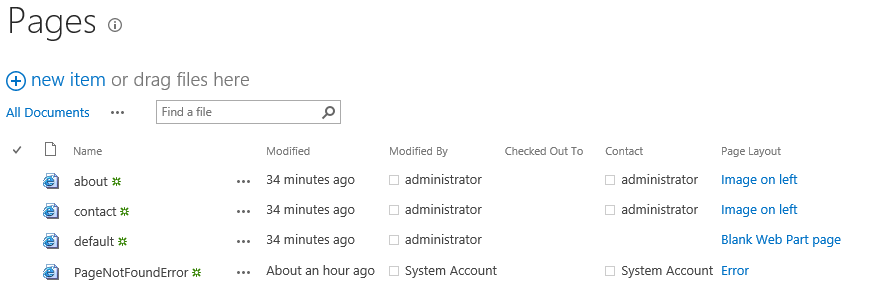 Pages
new item or drag files here
All Documents ••• Find a file
Name Modified Modified By Checked Out To Contact Page Layout
about ••• 34 minutes ago administrator administrator Image on left
contact ••• 34 minutes ago administrator administrator Image on left
default ••• 34 minutes ago administrator Blank Web Part page
PageNotFoundError ••• About an hour ago System Account System Account Error